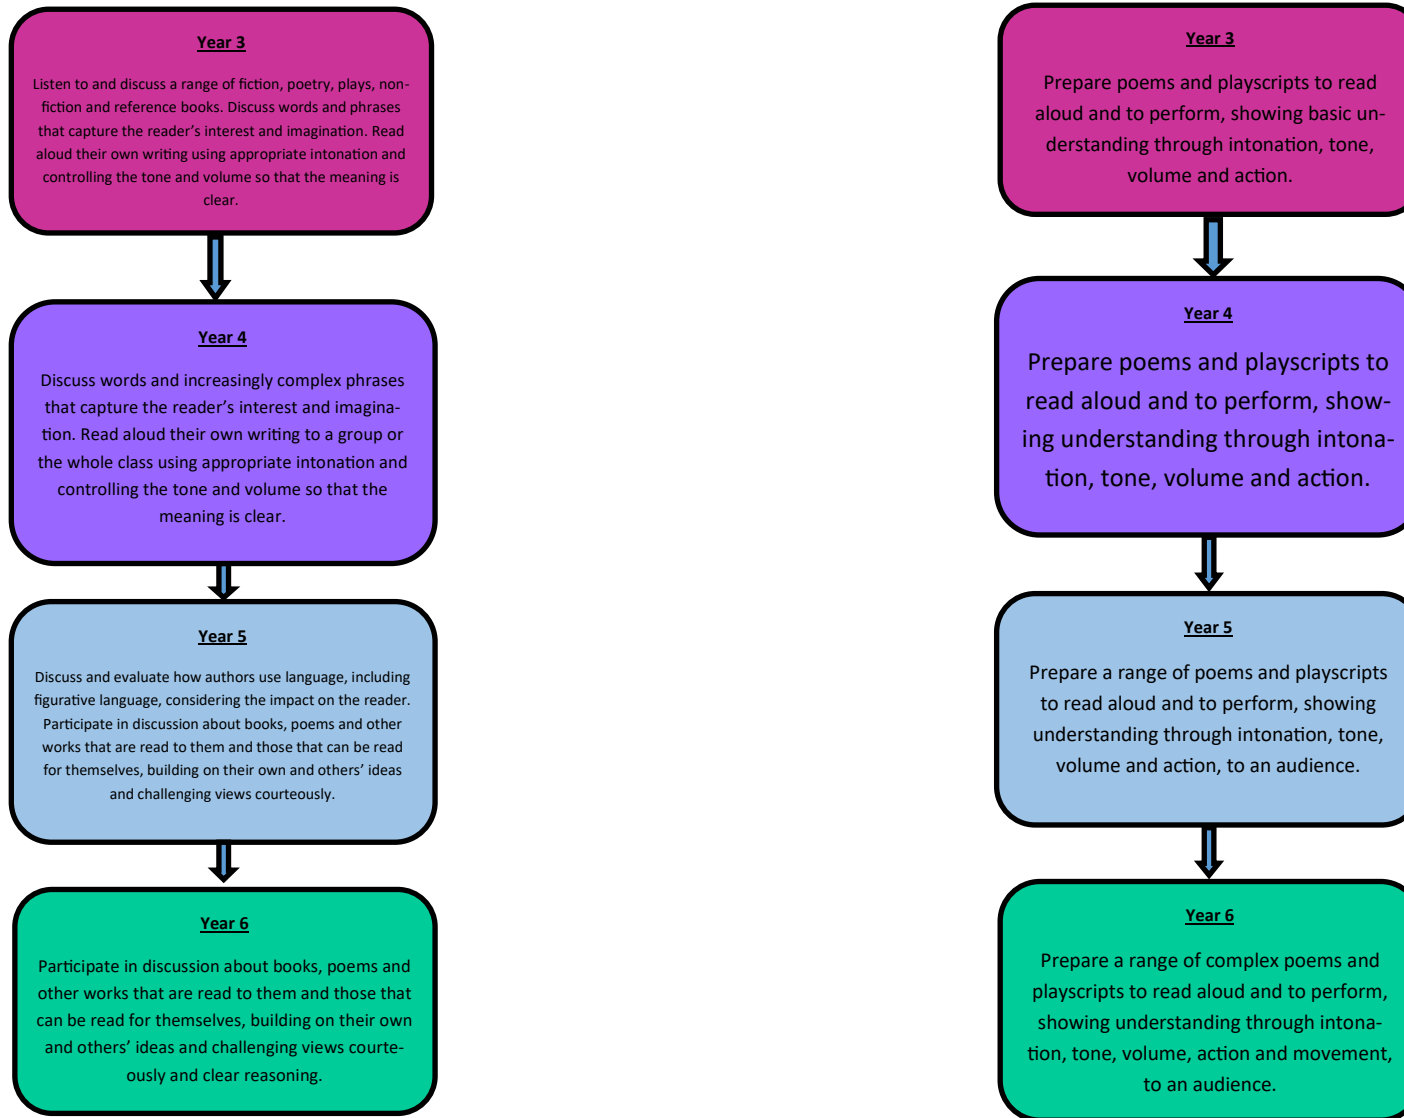 Year 3
Listen to and discuss a range of fiction, poetry, plays, non-
fiction and reference books. Discuss words and phrases
that capture the reader’s interest and imagination. Read
aloud their own writing using appropriate intonation and
controlling the tone and volume so that the meaning is
clear.
Year 4
Discuss words and increasingly complex phrases
that capture the reader’s interest and imagina-
tion. Read aloud their own writing to a group or
the whole class using appropriate intonation and
controlling the tone and volume so that the
meaning is clear.
Year 5
Discuss and evaluate how authors use language, including
figurative language, considering the impact on the reader.
Participate in discussion about books, poems and other
works that are read to them and those that can be read
for themselves, building on their own and others’ ideas
and challenging views courteously.
Year 6
Participate in discussion about books, poems and
other works that are read to them and those that
can be read for themselves, building on their own
and others’ ideas and challenging views courte-
ously and clear reasoning.
Year 3
Prepare poems and playscripts to read
aloud and to perform, showing basic un-
derstanding through intonation, tone,
volume and action.
Year 4
Prepare poems and playscripts to
read aloud and to perform, show-
ing understanding through intona-
tion, tone, volume and action.
Year 5
Prepare a range of poems and playscripts
to read aloud and to perform, showing
understanding through intonation, tone,
volume and action, to an audience.
Year 6
Prepare a range of complex poems and
playscripts to read aloud and to perform,
showing understanding through intona-
tion, tone, volume, action and movement,
to an audience.